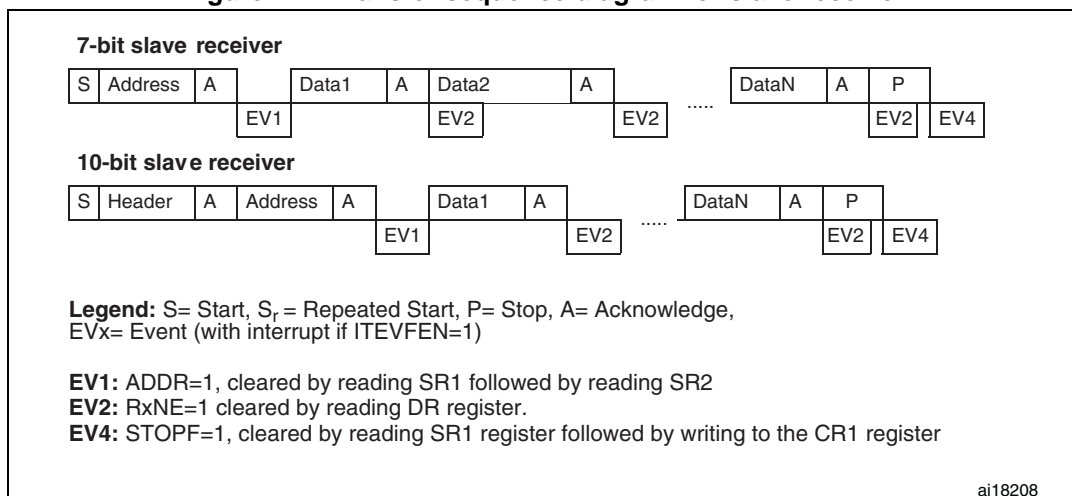 7-bit slave receiver
S Address A Data1 A Data2 A ..... DataN A P
EV1 EV2 EV2 EV2 EV4
10-bit slave receiver
S Header A Address A Data1 A ..... DataN A P
EV1 EV2 EV2 EV4
Legend: S= Start, Sr = Repeated Start, P= Stop, A= Acknowledge,
EVx= Event (with interrupt if ITEVFEN=1)
EV1: ADDR=1, cleared by reading SR1 followed by reading SR2
EV2: RxNE=1 cleared by reading DR register.
EV4: STOPF=1, cleared by reading SR1 register followed by writing to the CR1 register
ai18208